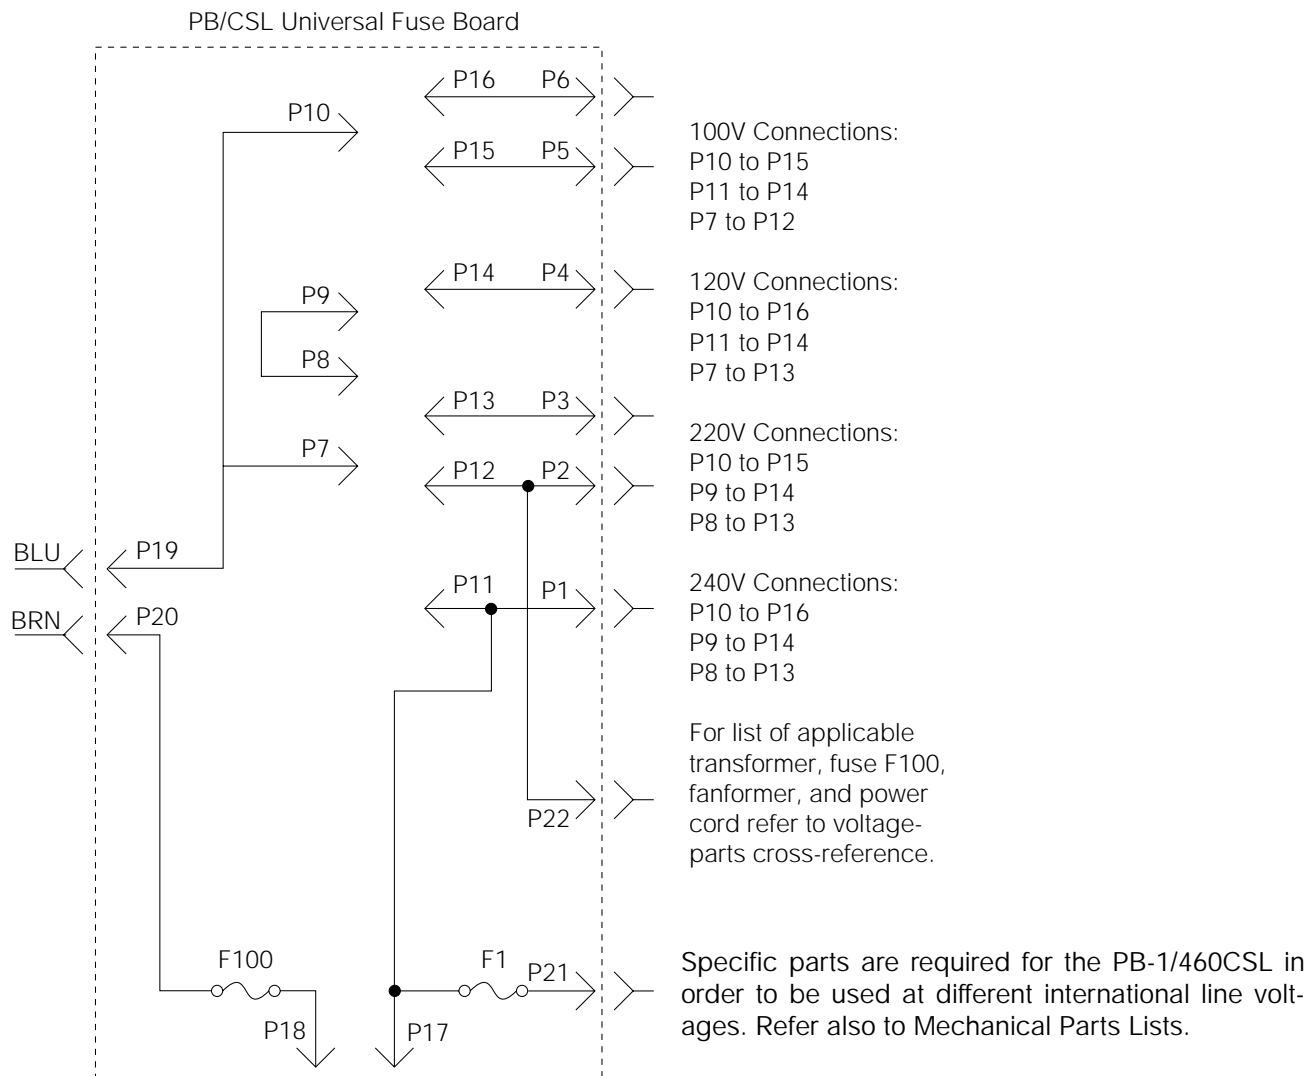 PB/CSL Universal Fuse Board
P16 P6
P10
P15 P5
P14 P4
P9
P8
P13 P3
P7
P12 P2
BLU P19
P11 P1
BRN P20
P22
F100
F1 P21
P18 P17
100V Connections:
P10 to P15
P11 to P14
P7 to P12
120V Connections:
P10 to P16
P11 to P14
P7 to P13
220V Connections:
P10 to P15
P9 to P14
P8 to P13
240V Connections:
P10 to P16
P9 to P14
P8 to P13
For list of applicable
transformer, fuse F100,
fanformer, and power
cord refer to voltage-
parts cross-reference.
Specific parts are required for the PB-1/460CSL in
order to be used at different international line volt-
ages. Refer also to Mechanical Parts Lists.